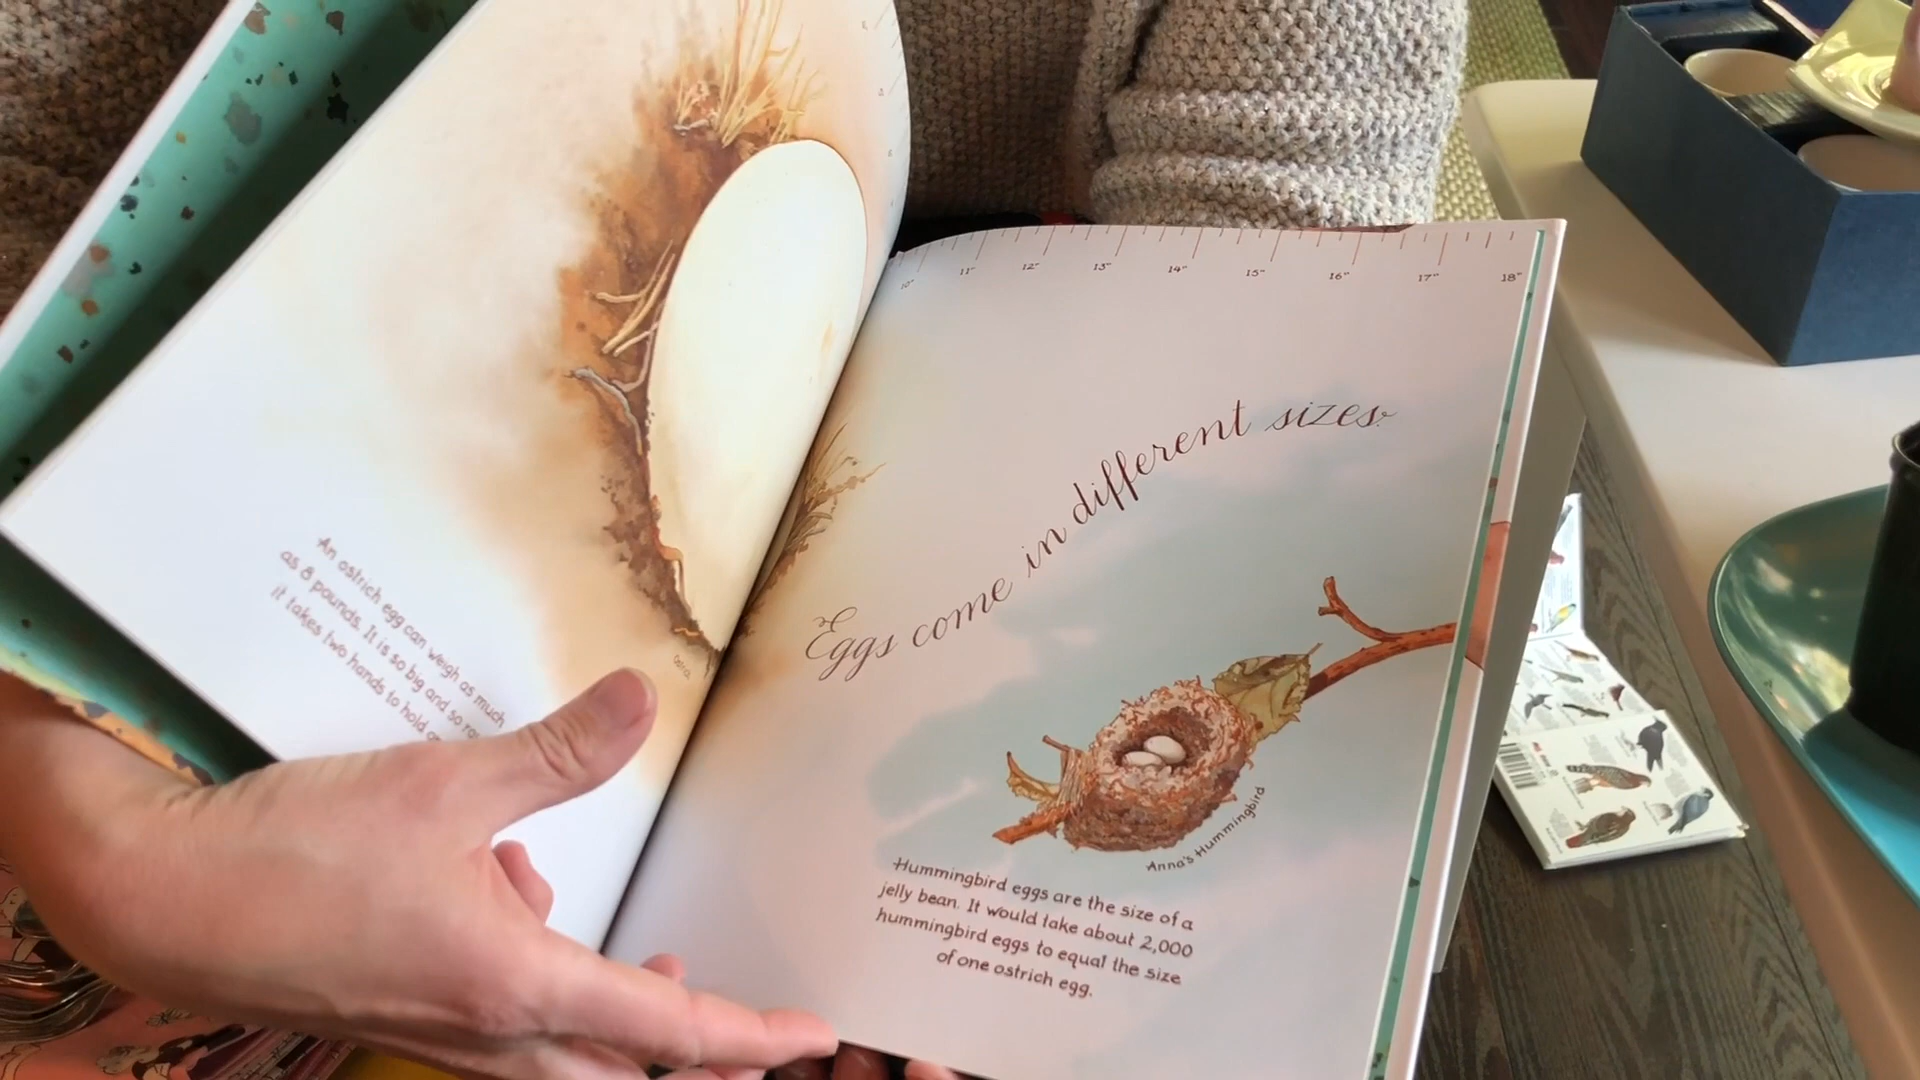 An ostrich egg can weigh as much
as 8 pounds. It is so big and so
it takes two hands to hold
Ostrich
10" 11" 12" 13" 14" 15" 16" 17" 18"
Eggs come in different sizes.
Anna's Hummingbird
Hummingbird eggs are the size of a
jelly bean. It would take about 2,000
hummingbird eggs to equal the size
of one ostrich egg.